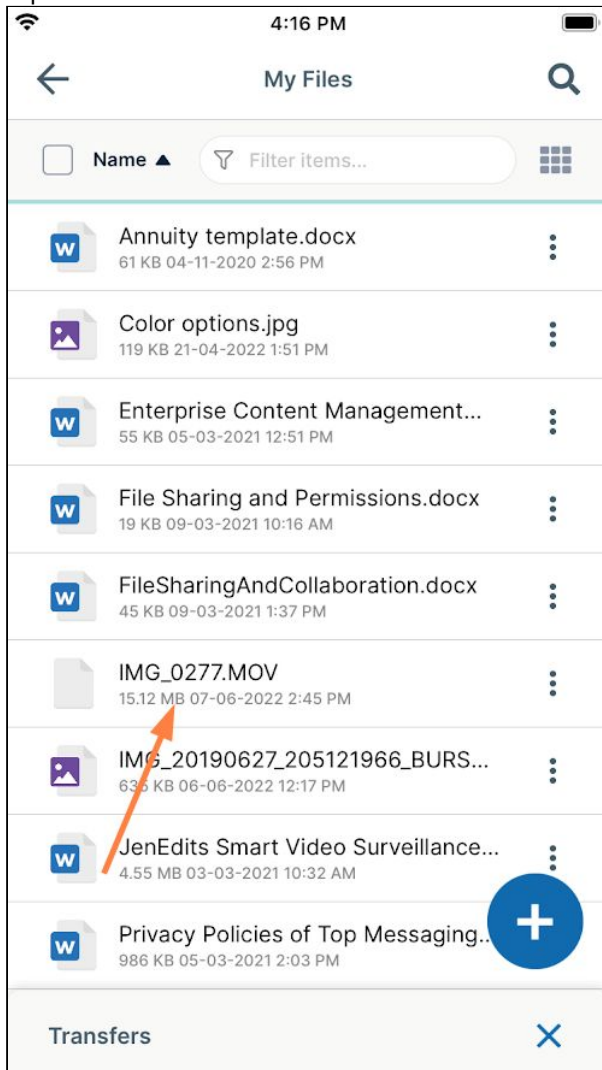 4:16 PM
My Files
Name ▲ Filter items...
Annuity template.docx
61 KB 04-11-2020 2:56 PM
Color options.jpg
119 KB 21-04-2022 1:51 PM
Enterprise Content Management...
55 KB 05-03-2021 12:51 PM
File Sharing and Permissions.docx
19 KB 09-03-2021 10:16 AM
FileSharingAndCollaboration.docx
45 KB 09-03-2021 1:37 PM
IMG_0277.MOV
15.12 MB 07-06-2022 2:45 PM
IMG_20190627_205121966_BURS...
635 KB 06-06-2022 12:17 PM
JenEdits Smart Video Surveillance...
4.55 MB 03-03-2021 10:32 AM
Privacy Policies of Top Messaging..
986 KB 05-03-2021 2:03 PM
Transfers